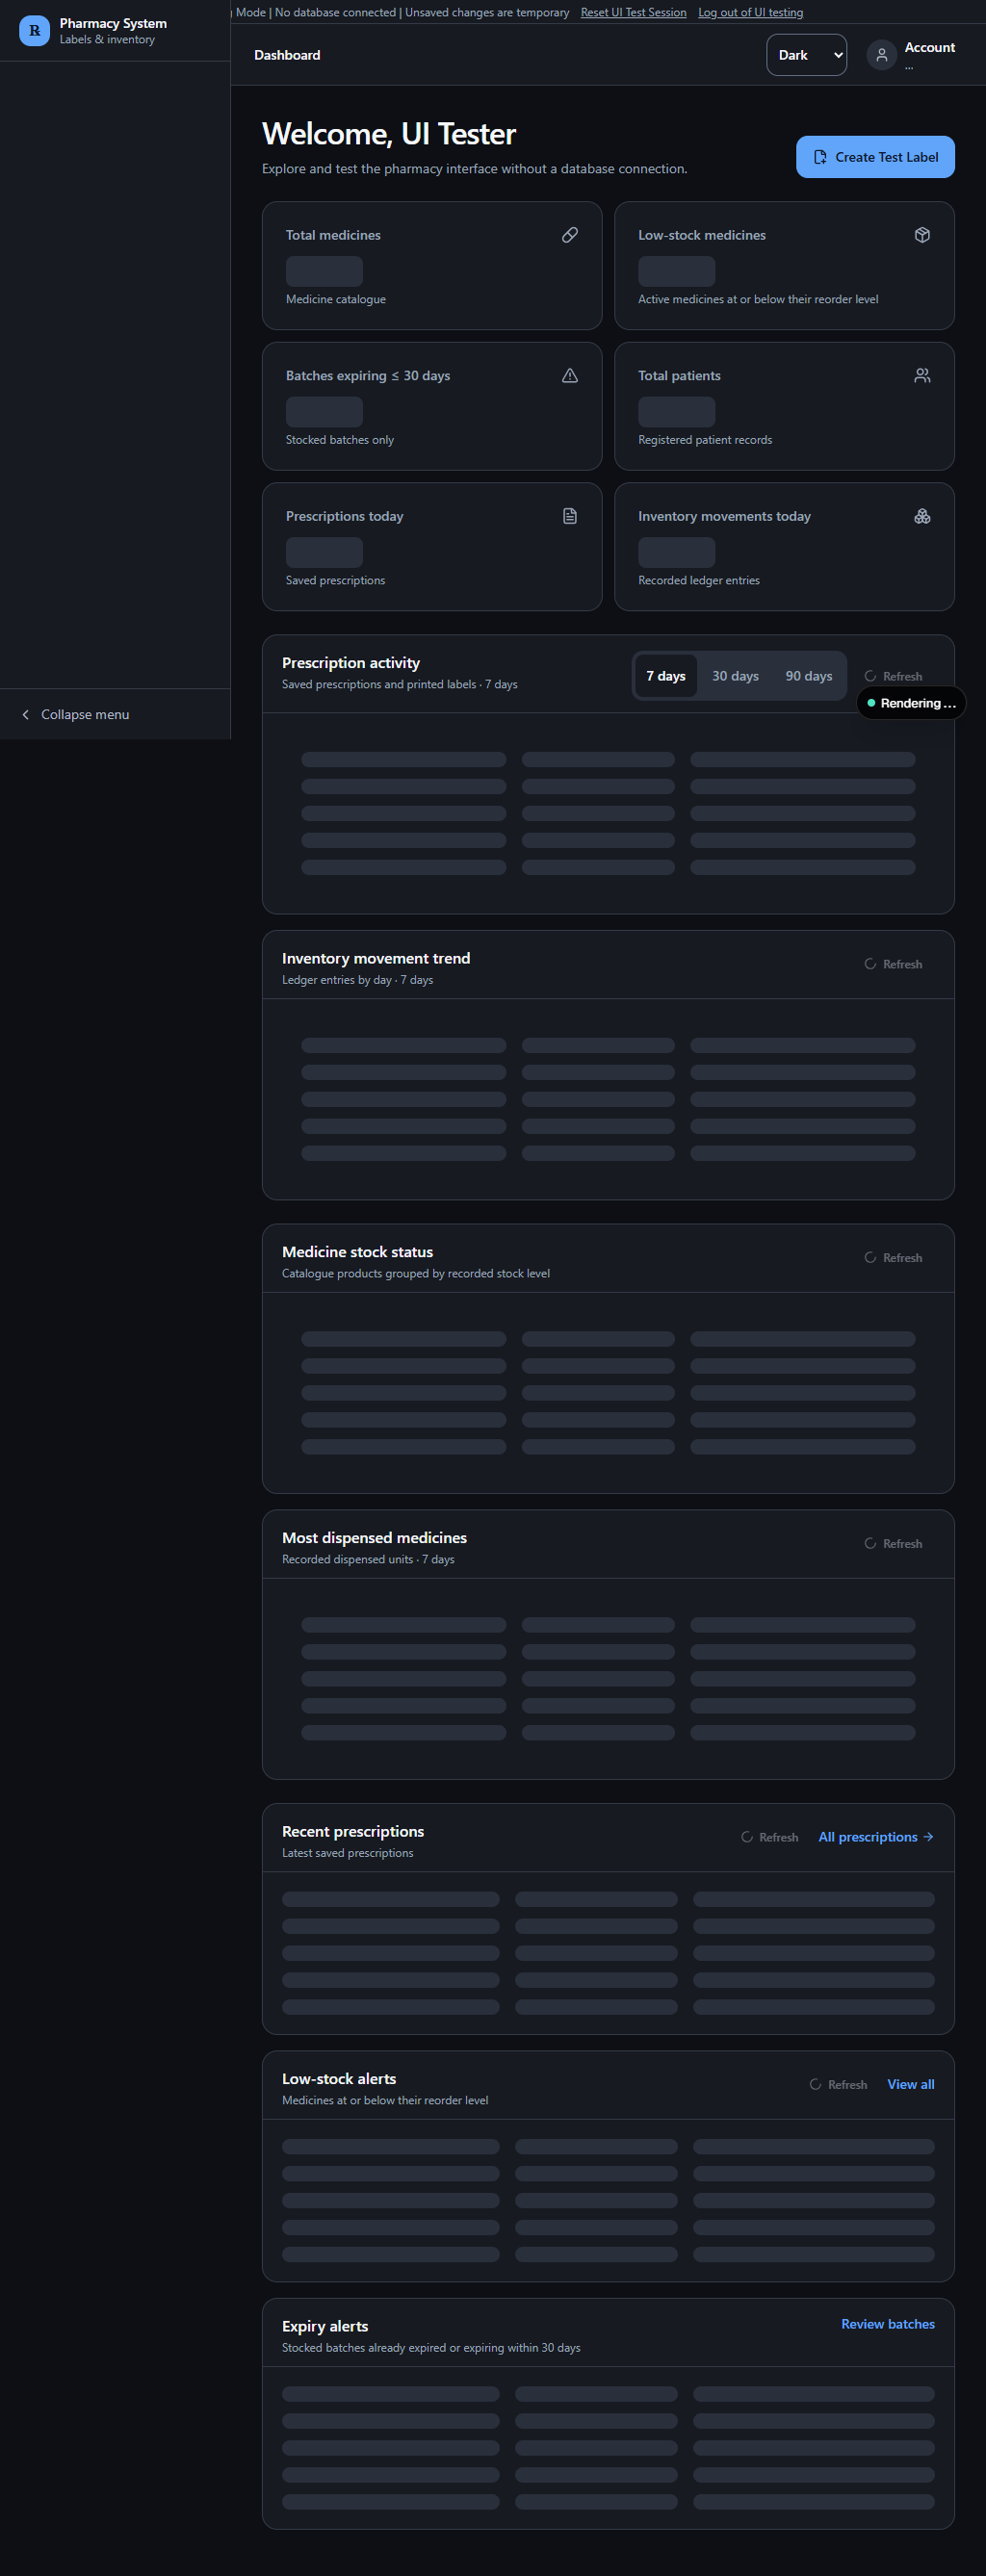 Mode | No database connected | Unsaved changes are temporary Reset UI Test Session Log out of UI testing
Pharmacy System
Labels & inventory
Dashboard
Dark
Account
...
Welcome, UI Tester
Explore and test the pharmacy interface without a database connection.
Create Test Label
Total medicines
Medicine catalogue
Low-stock medicines
Active medicines at or below their reorder level
Batches expiring ≤ 30 days
Stocked batches only
Total patients
Registered patient records
Prescriptions today
Saved prescriptions
Inventory movements today
Recorded ledger entries
Prescription activity
Saved prescriptions and printed labels · 7 days
7 days 30 days 90 days
Refresh
Rendering ...
Collapse menu
Inventory movement trend
Ledger entries by day · 7 days
Refresh
Medicine stock status
Catalogue products grouped by recorded stock level
Refresh
Most dispensed medicines
Recorded dispensed units · 7 days
Refresh
Recent prescriptions
Latest saved prescriptions
Refresh
All prescriptions →
Low-stock alerts
Medicines at or below their reorder level
Refresh
View all
Expiry alerts
Stocked batches already expired or expiring within 30 days
Review batches